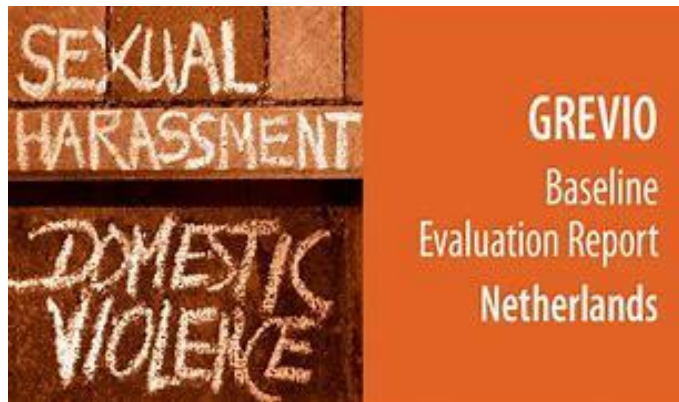 SEXUAL
HARASSMENT
DOMESTIC
VIOLENCE
GREVIO
Baseline
Evaluation Report
Netherlands